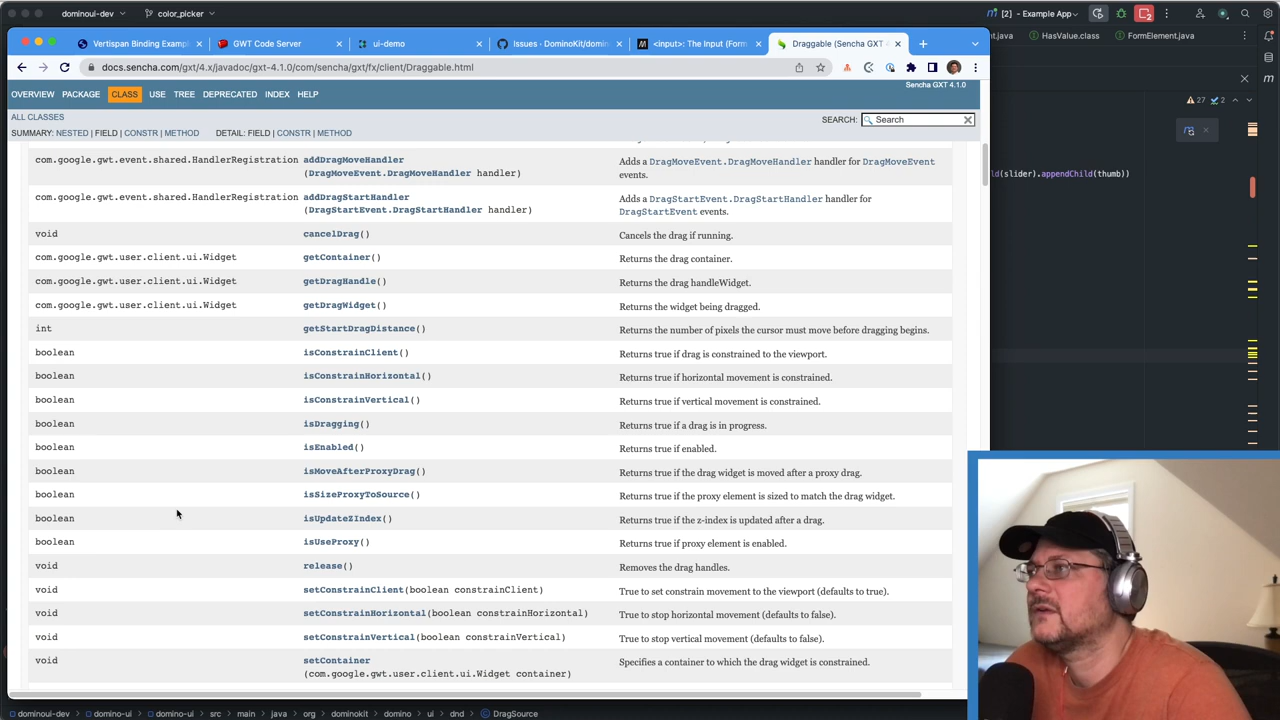 dominoui-dev
color_picker
[2] - Example App
Vertispan Binding Exampl
GWT Code Server
ui-demo
Issues · DominoKit/domin
<input>: The Input (Form
Draggable (Sencha GXT
nt.java
HasValue.class
FormElement.java
docs.sencha.com/gxt/4.x/javadoc/gxt-4.1.0/com/sencha/gxt/fx/client/Draggable.html
OVERVIEW PACKAGE CLASS USE TREE DEPRECATED INDEX HELP
Sencha GXT 4.1.0
27 2
ALL CLASSES
SEARCH: Search
SUMMARY: NESTED | FIELD | CONSTR | METHOD DETAIL: FIELD | CONSTR | METHOD
com.google.gwt.event.shared.HandlerRegistration addDragMoveHandler Adds a DragMoveEvent.DragMoveHandler handler for DragMoveEvent
(DragMoveEvent.DragMoveHandler handler) events.
ld(slider).appendChild(thumb))
com.google.gwt.event.shared.HandlerRegistration addDragStartHandler Adds a DragStartEvent.DragStartHandler handler for
(DragStartEvent.DragStartHandler handler) DragStartEvent events.
void cancelDrag() Cancels the drag if running.
com.google.gwt.user.client.ui.Widget getContainer() Returns the drag container.
com.google.gwt.user.client.ui.Widget getDragHandle() Returns the drag handleWidget.
com.google.gwt.user.client.ui.Widget getDragWidget() Returns the widget being dragged.
int getStartDragDistance() Returns the number of pixels the cursor must move before dragging begins.
boolean isConstrainClient() Returns true if drag is constrained to the viewport.
boolean isConstrainHorizontal() Returns true if horizontal movement is constrained.
boolean isConstrainVertical() Returns true if vertical movement is constrained.
boolean isDragging() Returns true if a drag is in progress.
boolean isEnabled() Returns true if enabled.
boolean isMoveAfterProxyDrag() Returns true if the drag widget is moved after a proxy drag.
boolean isSizeProxyToSource() Returns true if the proxy element is sized to match the drag widget.
boolean isUpdateZIndex() Returns true if the z-index is updated after a drag.
boolean isUseProxy() Returns true if proxy element is enabled.
void release() Removes the drag handles.
void setConstrainClient(boolean constrainClient) True to set constrain movement to the viewport (defaults to true).
void setConstrainHorizontal(boolean constrainHorizontal) True to stop horizontal movement (defaults to false).
void setConstrainVertical(boolean constrainVertical) True to stop vertical movement (defaults to false).
void setContainer Specifies a container to which the drag widget is constrained.
(com.google.gwt.user.client.ui.Widget container)
dominoui-dev domino-ui domino-ui src main java org dominokit domino ui dnd DragSource